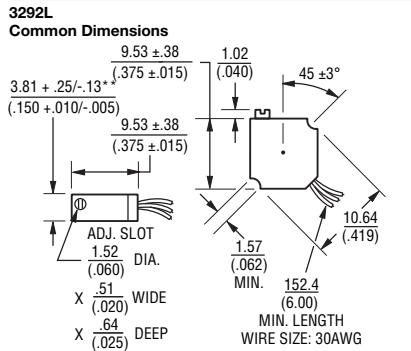 3292L
Common Dimensions
9.53 ±.38
(.375 ±.015)
1.02
(.040)
45 ±3°
3.81 + .25/-.13**
(.150 +.010/-.005)
9.53 ±.38
(.375 ±.015)
ADJ. SLOT
1.52
(.060) DIA.
X .51
(.020) WIDE
X .64
(.025) DEEP
1.57
(.062)
MIN.
10.64
(.419)
152.4
(6.00)
MIN. LENGTH
WIRE SIZE: 30AWG